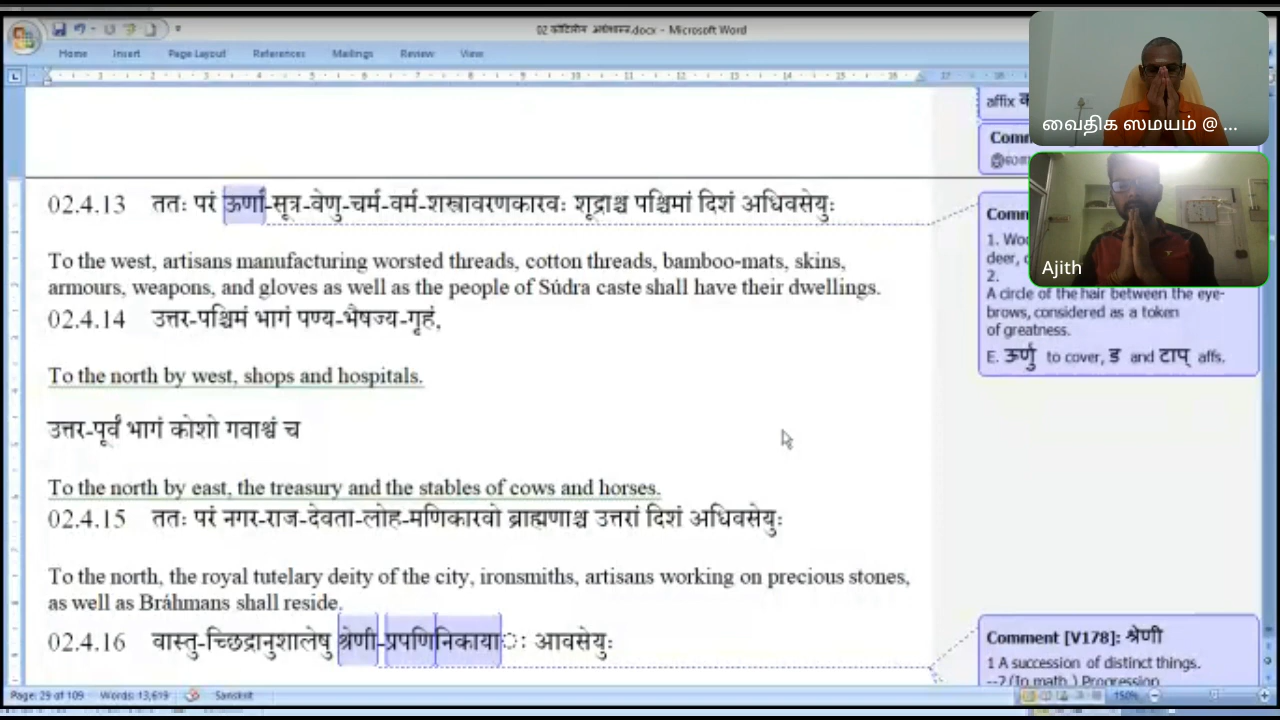 02 कौटिलीय अर्थशास्त्र.docx - Microsoft Word
Home Insert Page Layout References Mailings Review View
affix
வைதிக ஸமயம் @ ...
Ajith
02.4.13 ततः परं ऊर्णा-सूत्र-वेणु-चर्म-वर्म-शस्त्रावरणकारवः शूद्राश्च पश्चिमां दिशं अधिवसेयुः
To the west, artisans manufacturing worsted threads, cotton threads, bamboo-mats, skins,
armours, weapons, and gloves as well as the people of Súdra caste shall have their dwellings.
02.4.14 उत्तर-पश्चिमं भागं पण्य-भैषज्य-गृहं,
To the north by west, shops and hospitals.
उत्तर-पूर्वं भागं कोशो गवाश्वं च
To the north by east, the treasury and the stables of cows and horses.
02.4.15 ततः परं नगर-राज-देवता-लोह-मणिकारवो ब्राह्मणाश्च उत्तरां दिशं अधिवसेयुः
To the north, the royal tutelary deity of the city, ironsmiths, artisans working on precious stones,
as well as Bráhmans shall reside.
02.4.16 वास्तु-च्छिद्रानुशालेषु श्रेणी-प्रपणिनिकायाः आवसेयुः
1.
deer,
2.
A circle of the hair between the eye-
brows, considered as a token
of greatness.
E. ऊर्णु to cover, ड and टाप् affs.
Comment [V178]: श्रेणी
1 A succession of distinct things.
--2 (In math.) Progression
Page: 29 of 109 Words: 13,619 Sanskrit 150%